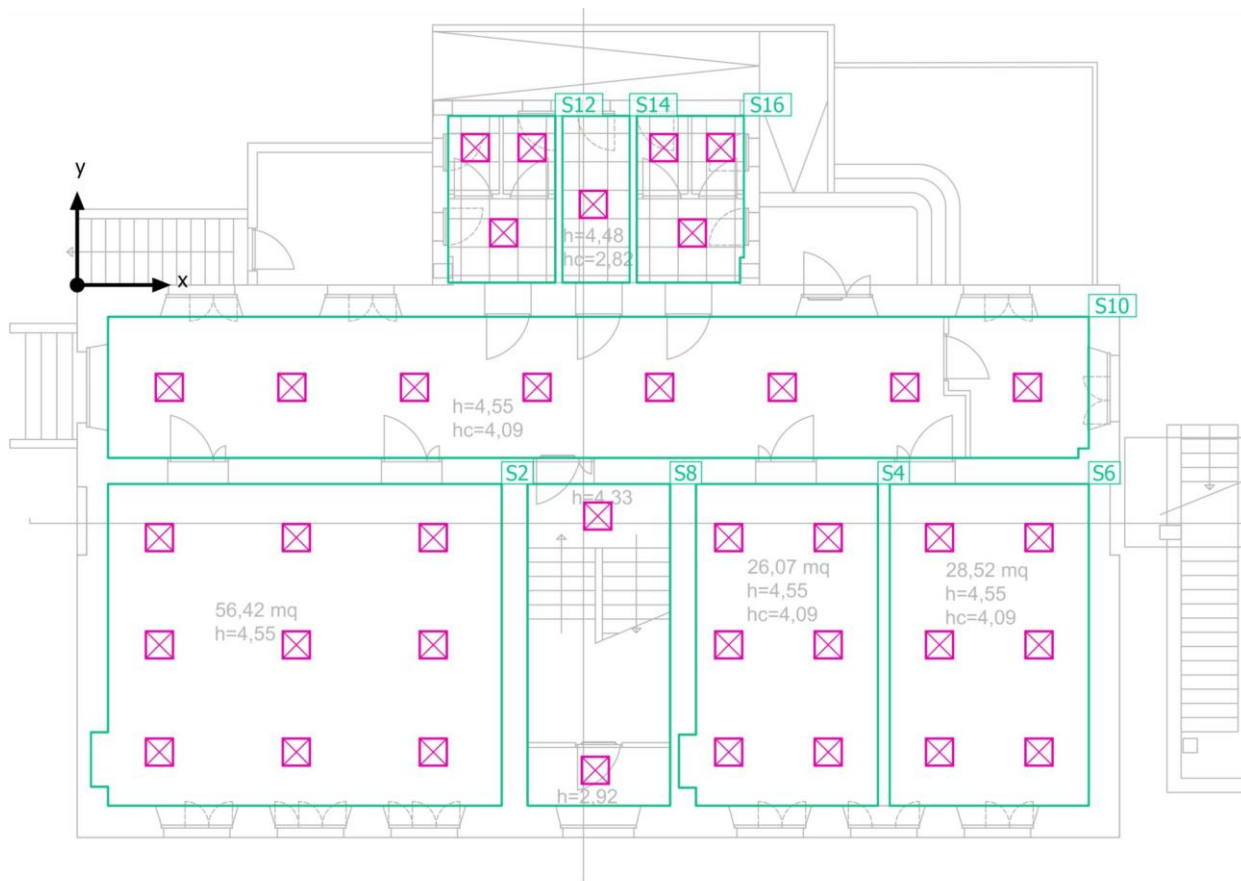 S12
S14
S16
y
x
h=4,48
hc=2,82
S10
h=4,55
hc=4,09
S2
S8
S4
S6
h=4,33
56,42 mq
h=4,55
26,07 mq
h=4,55
hc=4,09
28,52 mq
h=4,55
hc=4,09
h=2,92